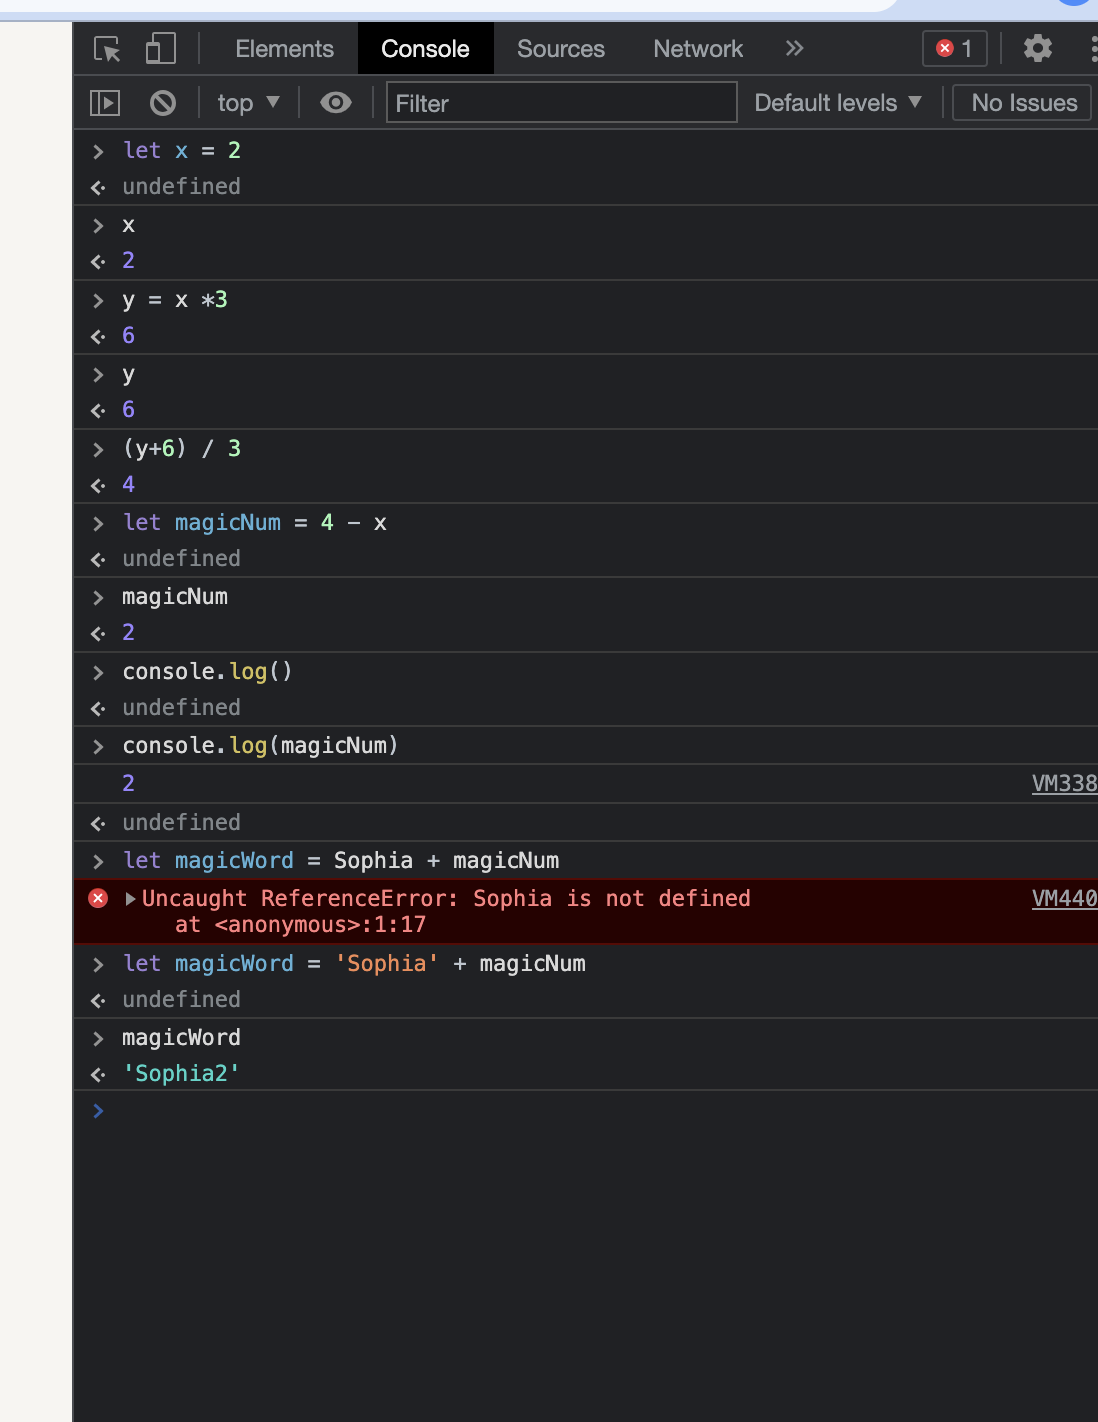 Elements Console Sources Network » 1
top ▼ Filter Default levels ▼ No Issues
> let x = 2
undefined
> x
2
> y = x *3
6
> y
6
> (y+6) / 3
4
> let magicNum = 4 - x
undefined
> magicNum
2
> console.log()
undefined
> console.log(magicNum)
2 VM338
undefined
> let magicWord = Sophia + magicNum
Uncaught ReferenceError: Sophia is not defined VM440
at <anonymous>:1:17
> let magicWord = 'Sophia' + magicNum
undefined
> magicWord
'Sophia2'
>